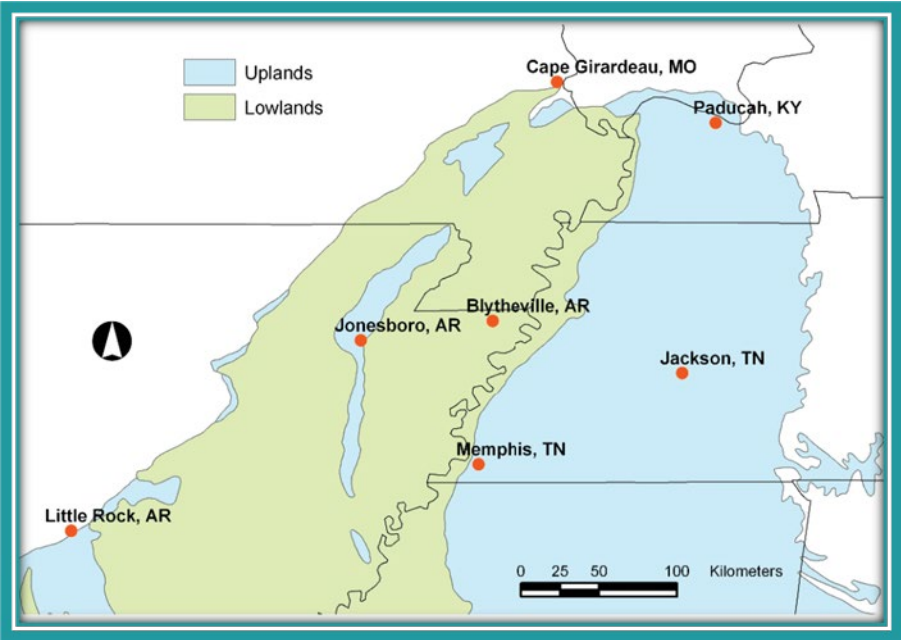 Uplands
Lowlands
Cape Girardeau, MO
Paducah, KY
Blytheville, AR
Jonesboro, AR
Jackson, TN
Memphis, TN
Little Rock, AR
0 25 50 100 Kilometers